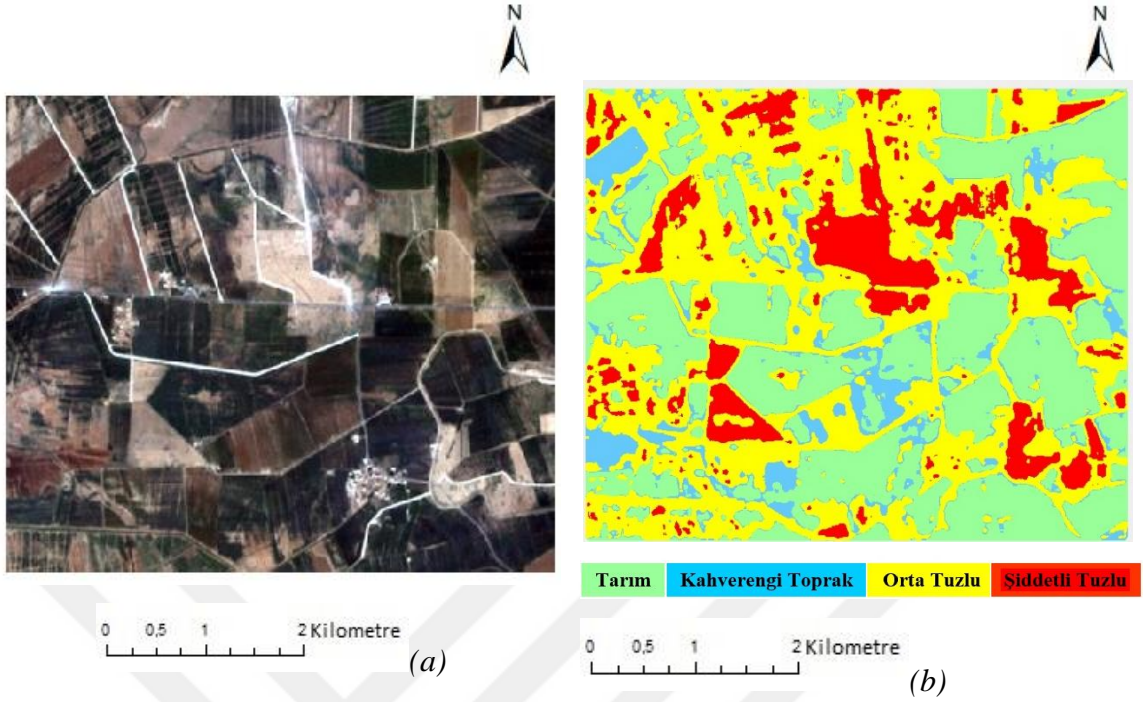 N
N
Tarım Kahverengi Toprak Orta Tuzlu Şiddetli Tuzlu
0 0,5 1 2 Kilometre
(a)
0 0,5 1 2 Kilometre
(b)